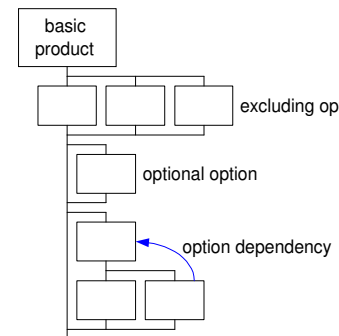 basic
product
excluding op
optional option
option dependency